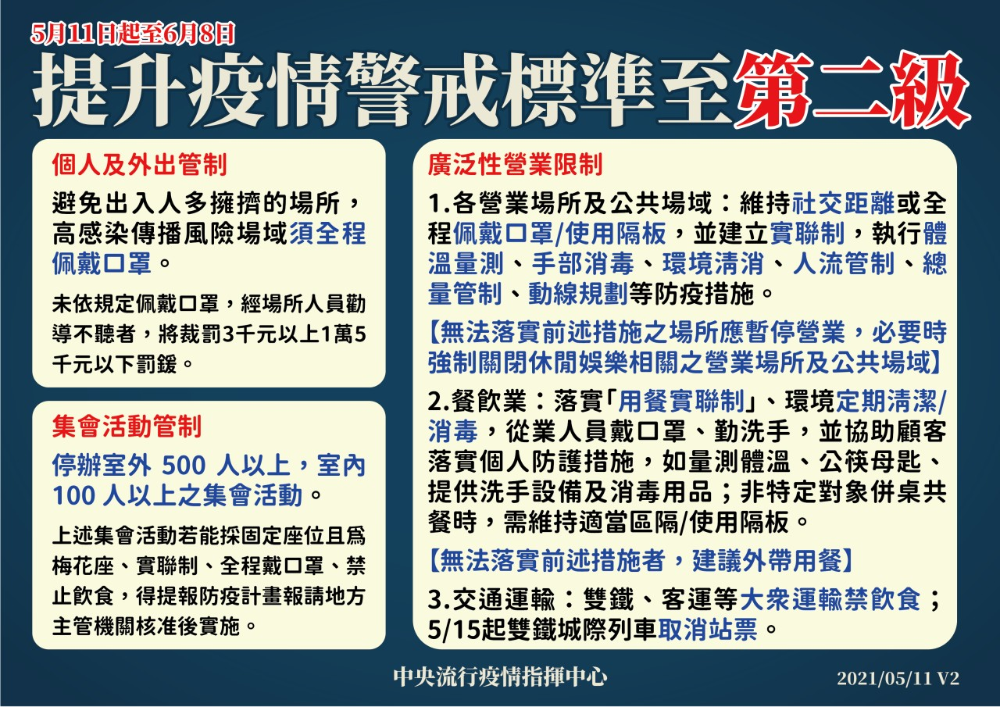 5月11日起至6月8日
提升疫情警戒標準至第二級
個人及外出管制
避免出入人多擁擠的場所，
高感染傳播風險場域須全程
佩戴口罩。
未依規定佩戴口罩，經場所人員勸
導不聽者，將裁罰3千元以上1萬5
千元以下罰鍰。
集會活動管制
停辦室外 500 人以上，室內
100 人以上之集會活動。
上述集會活動若能採固定座位且為
梅花座、實聯制、全程戴口罩、禁
止飲食，得提報防疫計畫報請地方
主管機關核准後實施。
廣泛性營業限制
1.各營業場所及公共場域：維持社交距離或全
程佩戴口罩/使用隔板，並建立實聯制，執行體
溫量測、手部消毒、環境清消、人流管制、總
量管制、動線規劃等防疫措施。
【無法落實前述措施之場所應暫停營業，必要時
強制關閉休閒娛樂相關之營業場所及公共場域】
2.餐飲業：落實「用餐實聯制」、環境定期清潔/
消毒，從業人員戴口罩、勤洗手，並協助顧客
落實個人防護措施，如量測體溫、公筷母匙、
提供洗手設備及消毒用品；非特定對象併桌共
餐時，需維持適當區隔/使用隔板。
【無法落實前述措施者，建議外帶用餐】
3.交通運輸：雙鐵、客運等大眾運輸禁飲食；
5/15起雙鐵城際列車取消站票。
中央流行疫情指揮中心
2021/05/11 V2